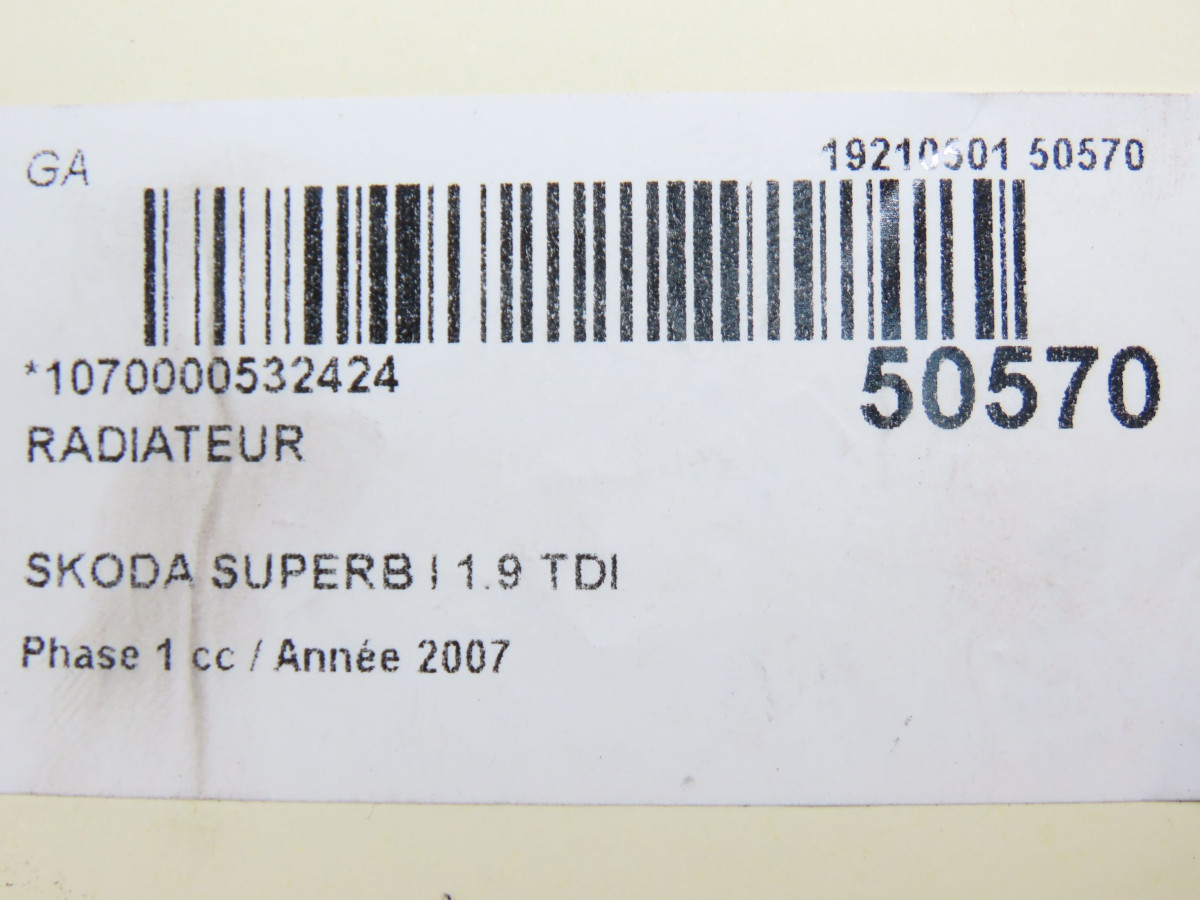 GA
19210601 50570
*1070000532424
50570
RADIATEUR
SKODA SUPERB I 1.9 TDI
Phase 1 cc / Année 2007